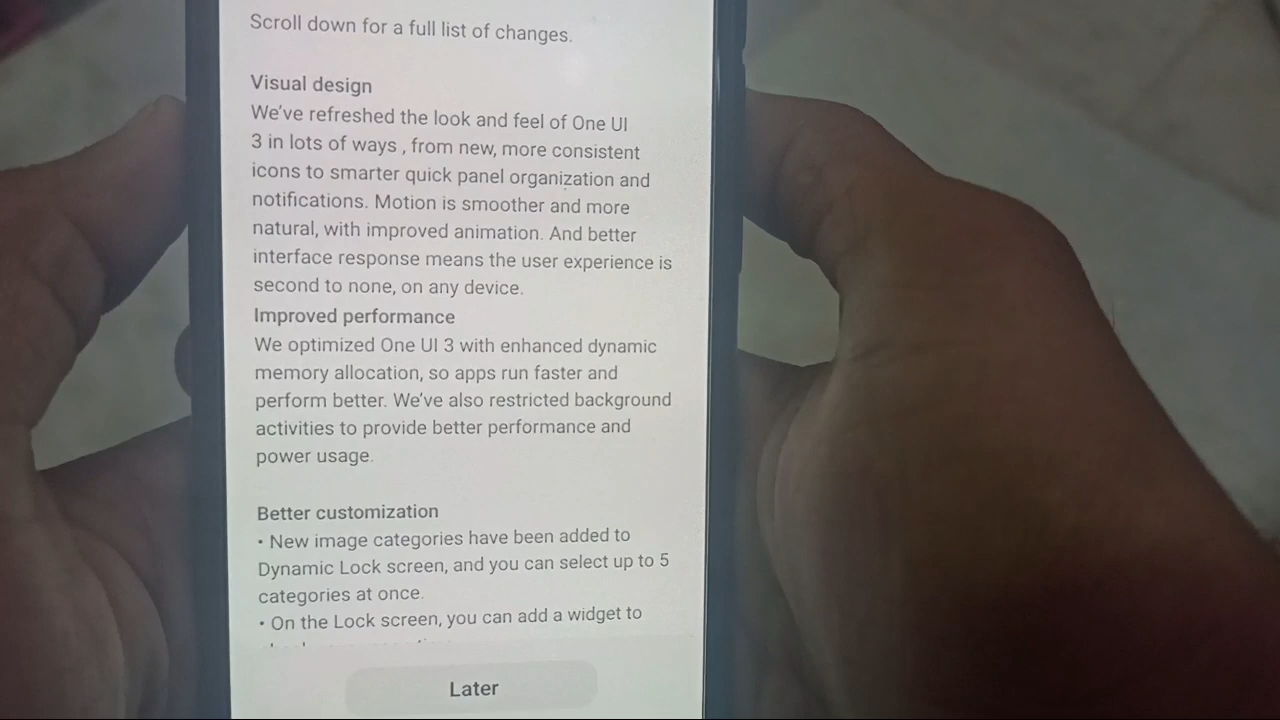 Scroll down for a full list of changes.
Visual design
We've refreshed the look and feel of One UI
3 in lots of ways , from new, more consistent
icons to smarter quick panel organization and
notifications. Motion is smoother and more
natural, with improved animation. And better
interface response means the user experience is
second to none, on any device.
Improved performance
We optimized One UI 3 with enhanced dynamic
memory allocation, so apps run faster and
perform better. We've also restricted background
activities to provide better performance and
power usage.
Better customization
• New image categories have been added to
Dynamic Lock screen, and you can select up to 5
categories at once.
• On the Lock screen, you can add a widget to
Later